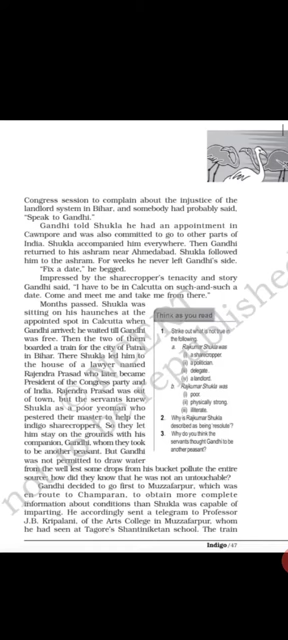 Congress session to complain about the injustice of the
landlord system in Bihar, and somebody had probably said,
“Speak to Gandhi.”
Gandhi told Shukla he had an appointment in
Cawnpore and was also committed to go to other parts of
India. Shukla accompanied him everywhere. Then Gandhi
returned to his ashram near Ahmedabad. Shukla followed
him to the ashram. For weeks he never left Gandhi's side.
“Fix a date,” he begged.
Impressed by the sharecropper's tenacity and story
Gandhi said, “I have to be in Calcutta on such-and-such a
date. Come and meet me and take me from there.”
Months passed. Shukla was
sitting on his haunches at the
appointed spot in Calcutta when
Gandhi arrived; he waited till Gandhi
was free. Then the two of them
boarded a train for the city of Patna
in Bihar. There Shukla led him to
the house of a lawyer named
Rajendra Prasad who later became
President of the Congress party and
of India. Rajendra Prasad was out
of town, but the servants knew
Shukla as a poor yeoman who
pestered their master to help the
indigo sharecroppers. So they let
him stay on the grounds with his
companion, Gandhi, whom they took
to be another peasant. But Gandhi
was not permitted to draw water
Think as you read
1. Strike out what is not true in
the following.
a. Rajkumar Shukla was
(i) a sharecropper.
(ii) a politician.
(iii) delegate.
(iv) a landlord.
b. Rajkumar Shukla was
(i) poor.
(ii) physically strong.
(iii) illiterate.
2. Why is Rajkumar Shukla
described as being ‘resolute’?
3. Why do you think the
servants thought Gandhi to be
another peasant?
from the well lest some drops from his bucket pollute the entire
source; how did they know that he was not an untouchable?
Gandhi decided to go first to Muzzafarpur, which was
en route to Champaran, to obtain more complete
information about conditions than Shukla was capable of
imparting. He accordingly sent a telegram to Professor
J.B. Kripalani, of the Arts College in Muzzafarpur, whom
he had seen at Tagore's Shantiniketan school. The train
Indigo/47